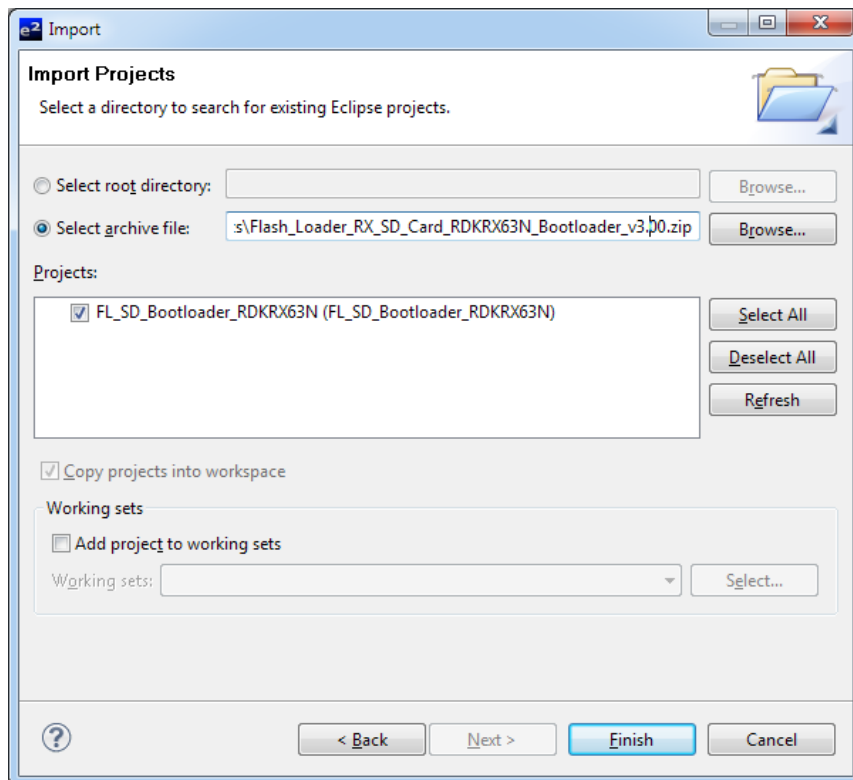 e² Import
Import Projects
Select a directory to search for existing Eclipse projects.
Select root directory: Browse...
Select archive file: :s\Flash_Loader_RX_SD_Card_RDKRX63N_Bootloader_v3.00.zip Browse...
Projects:
FL_SD_Bootloader_RDKRX63N (FL_SD_Bootloader_RDKRX63N)
Select All
Deselect All
Refresh
Copy projects into workspace
Working sets
Add project to working sets
Working sets: Select...
? < Back Next > Finish Cancel